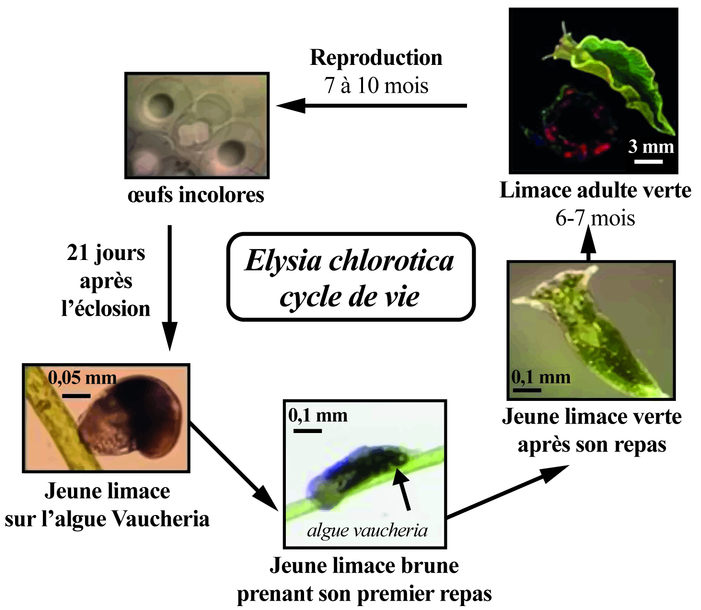 Reproduction
7 à 10 mois
3 mm
œufs incolores
Limace adulte verte
6-7 mois
21 jours
après
l’éclosion
Elysia chlorotica
cycle de vie
0,05 mm
0,1 mm
0,1 mm
Jeune limace verte
après son repas
Jeune limace
sur l’algue Vaucheria
algue vaucheria
Jeune limace brune
prenant son premier repas